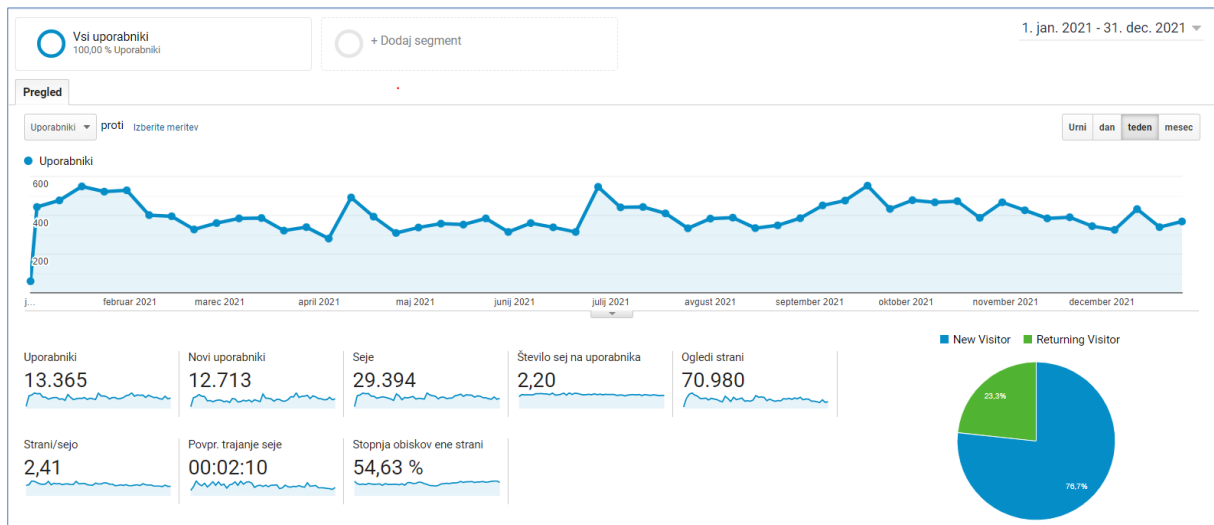 Vsi uporabniki
100,00 % Uporabniki
+ Dodaj segment
1. jan. 2021 - 31. dec. 2021
Pregled
Uporabniki proti Izberite meritev
Urni dan teden mesec
Uporabniki
600
400
200
j... februar 2021 marec 2021 april 2021 maj 2021 junij 2021 julij 2021 avgust 2021 september 2021 oktober 2021 november 2021 december 2021
New Visitor Returning Visitor
Uporabniki Novi uporabniki Seje Število sej na uporabnika Ogledi strani
13.365 12.713 29.394 2,20 70.980
23,3%
Strani/sejo Povpr. trajanje seje Stopnja obiskov ene strani
2,41 00:02:10 54,63 %
76,7%